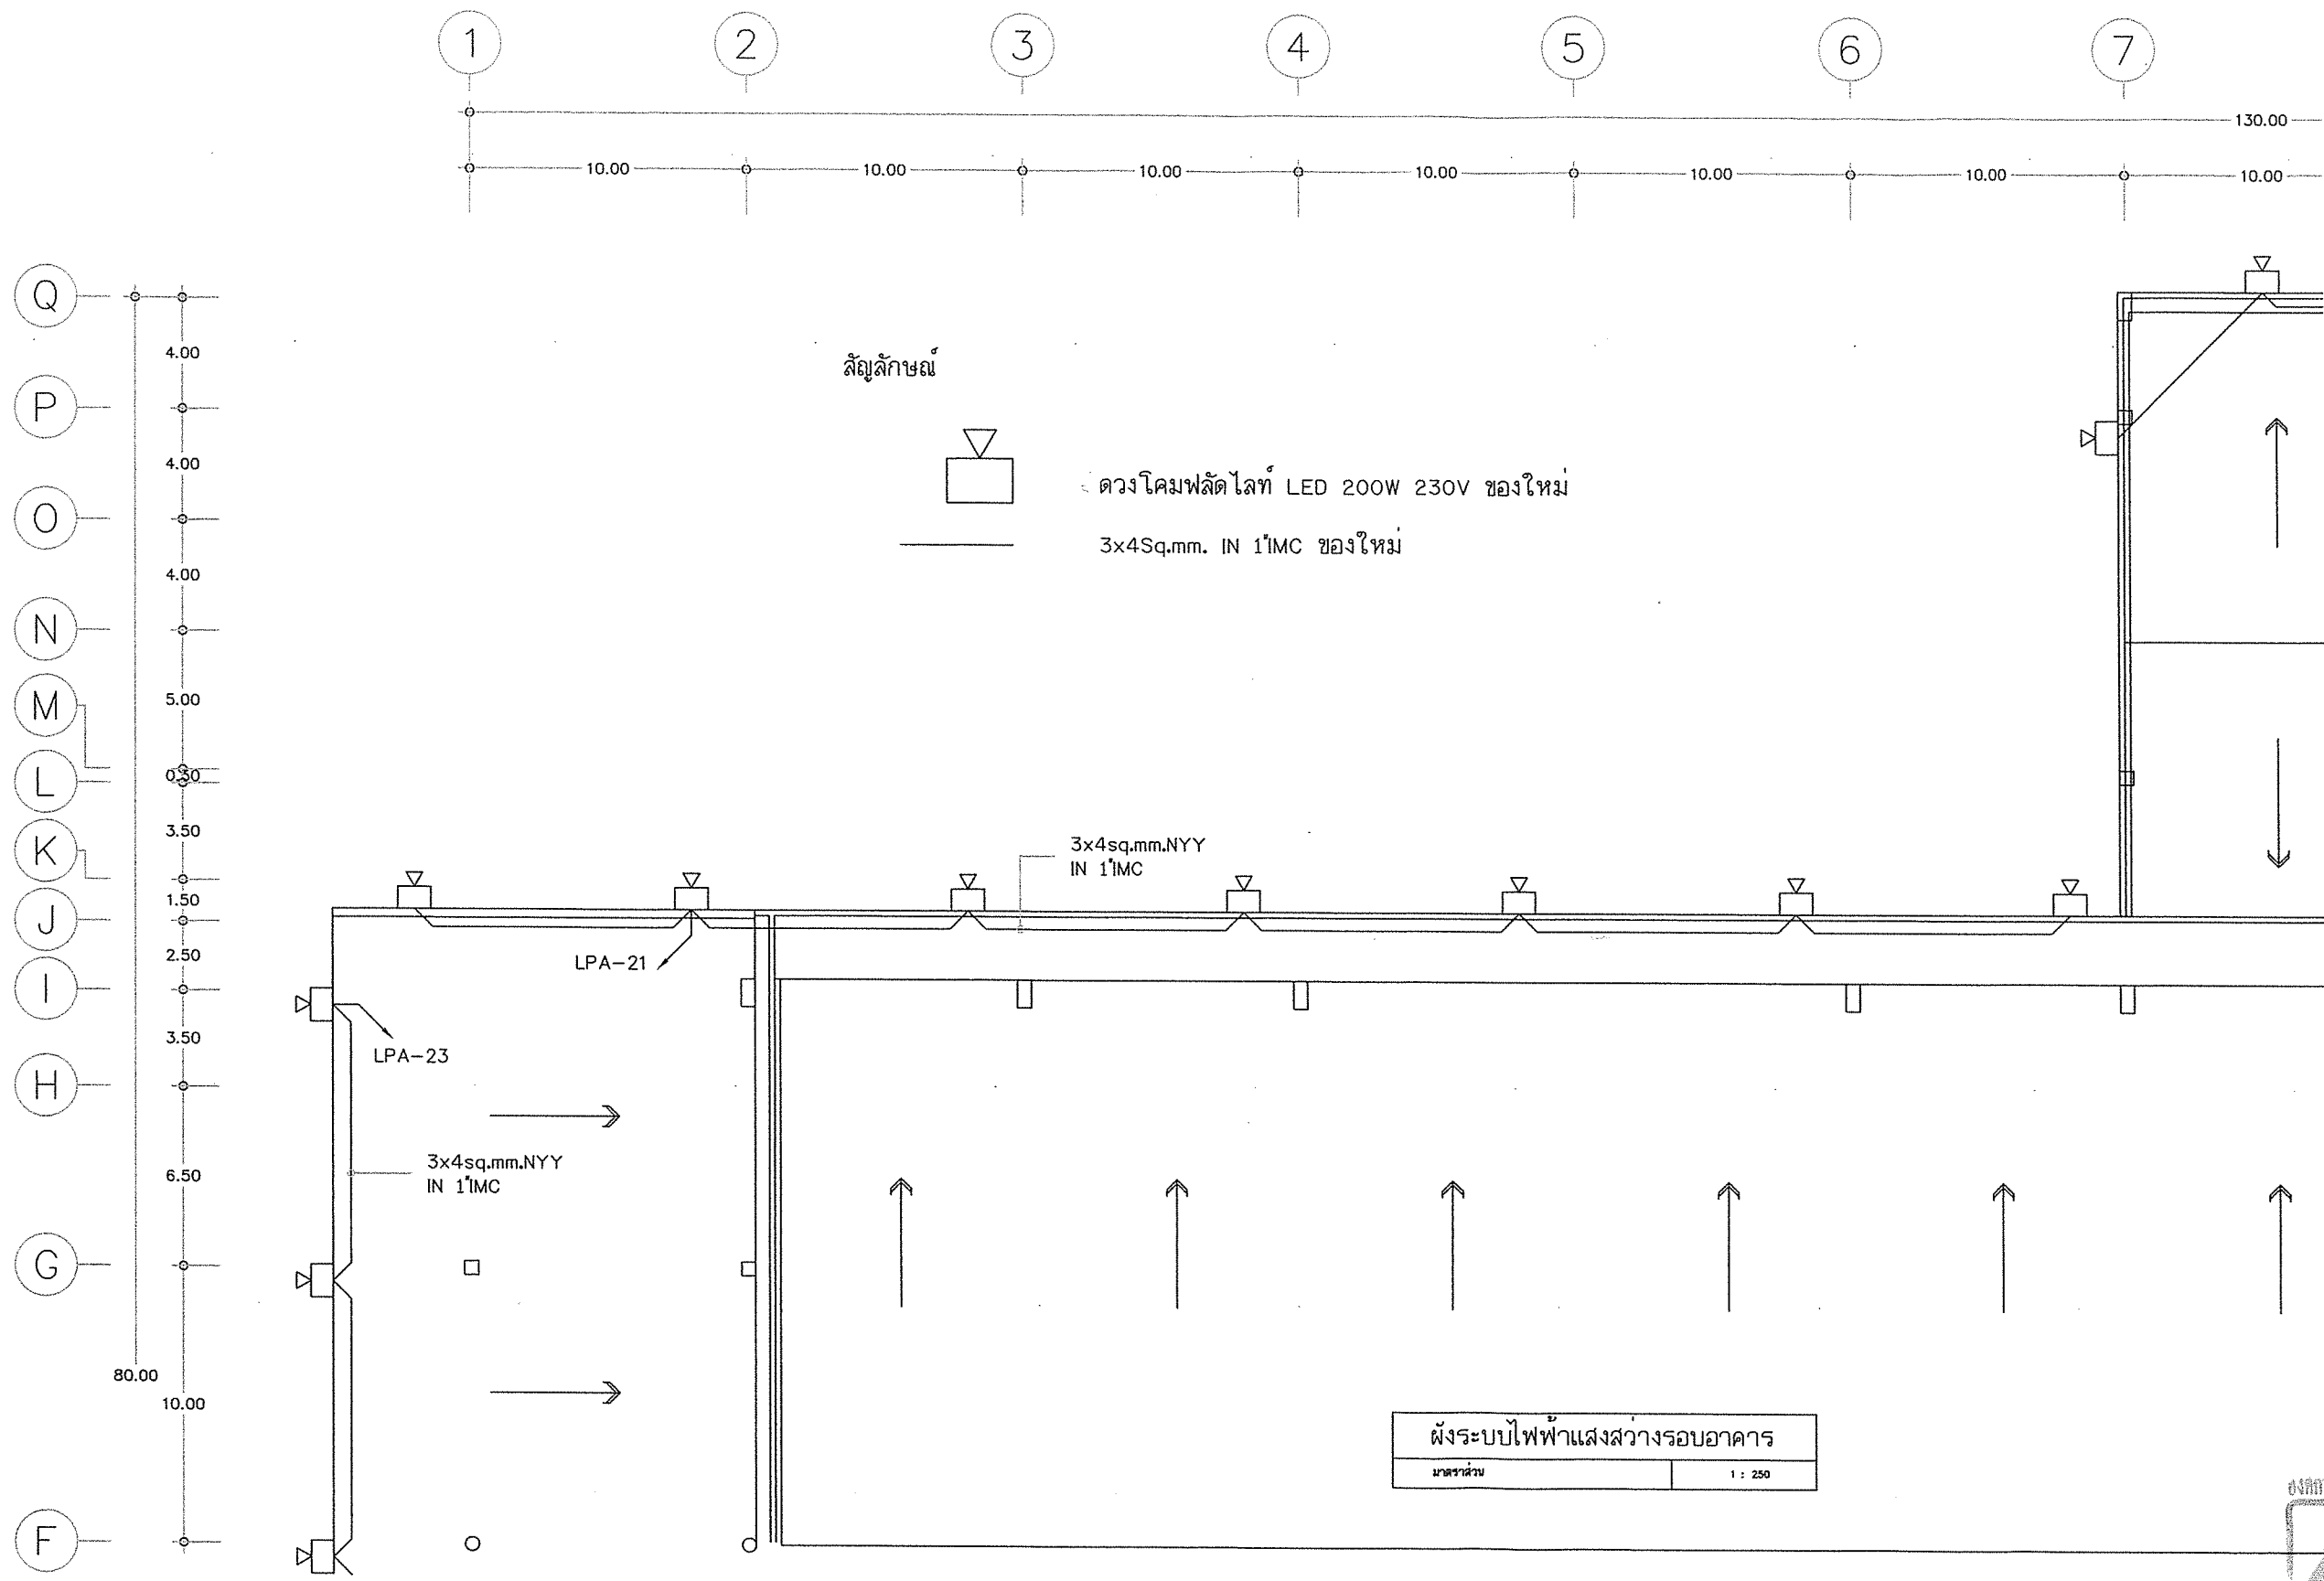 1 2 3 4 5 6 7
130.00
10.00 10.00 10.00 10.00 10.00 10.00 10.00
Q
4.00
สัญลักษณ์
P
4.00
ดวงโคมฟลัดไลท์ LED 200W 230V ของใหม่
O
3x4Sq.mm. IN 1"IMC ของใหม่
4.00
N
5.00
M
0.50
L
3.50
K
3x4sq.mm.NYY
IN 1"IMC
1.50
J
2.50
LPA-21
I
3.50
LPA-23
H
6.50
3x4sq.mm.NYY
IN 1"IMC
G
80.00
10.00
ผังระบบไฟฟ้าแสงสว่างรอบอาคาร
มาตราส่วน 1 : 250
F